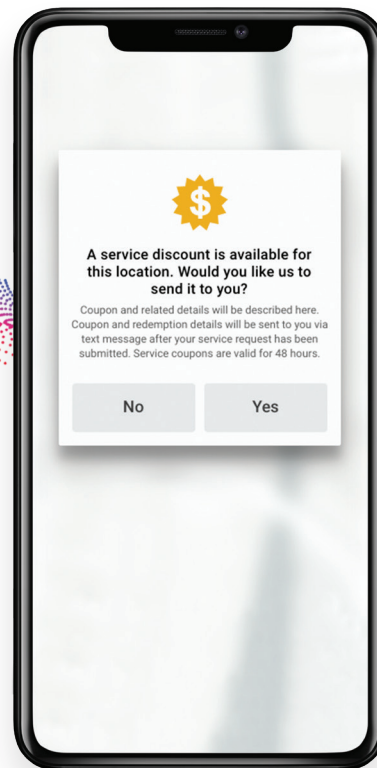 $
A service discount is available for
this location. Would you like us to
send it to you?
Coupon and related details will be described here.
Coupon and redemption details will be sent to you via
text message after your service request has been
submitted. Service coupons are valid for 48 hours.
No
Yes